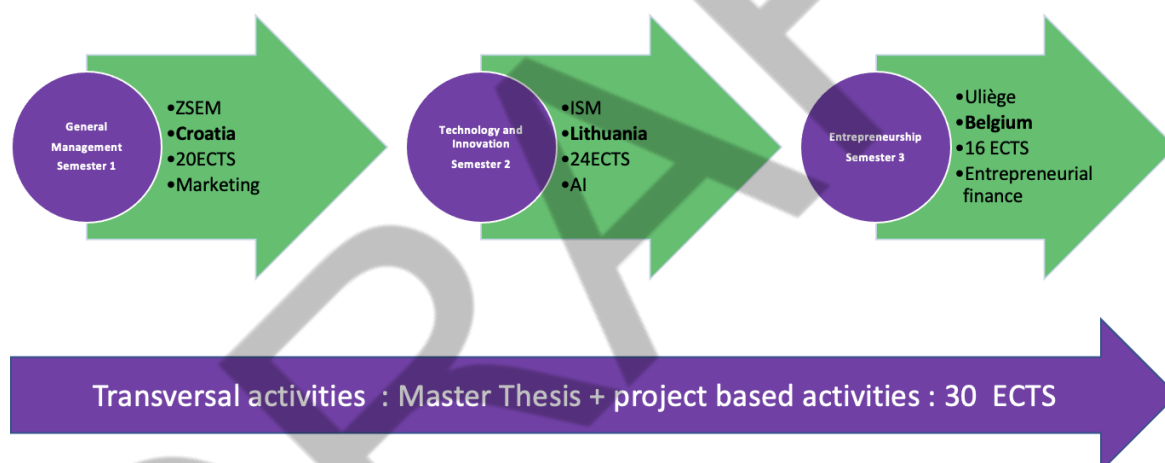 General
Management
Semester 1
•ZSEM
•Croatia
•20ECTS
•Marketing
Technology and
Innovation
Semester 2
•ISM
•Lithuania
•24ECTS
•AI
Entrepreneurship
Semester 3
•Uliège
•Belgium
•16 ECTS
•Entrepreneurial
finance
Transversal activities : Master Thesis + project based activities : 30 ECTS